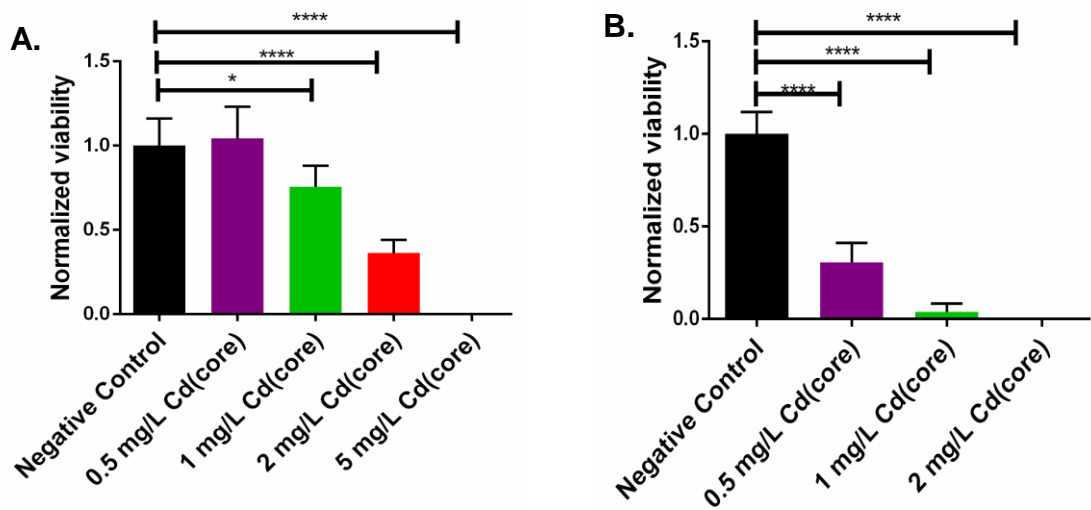 A.
****
****
*
Normalized viability
1.5
1.0
0.5
0.0
Negative Control
0.5 mg/L Cd(core)
1 mg/L Cd(core)
2 mg/L Cd(core)
5 mg/L Cd(core)
B.
****
****
****
Normalized viability
1.5
1.0
0.5
0.0
Negative Control
0.5 mg/L Cd(core)
1 mg/L Cd(core)
2 mg/L Cd(core)